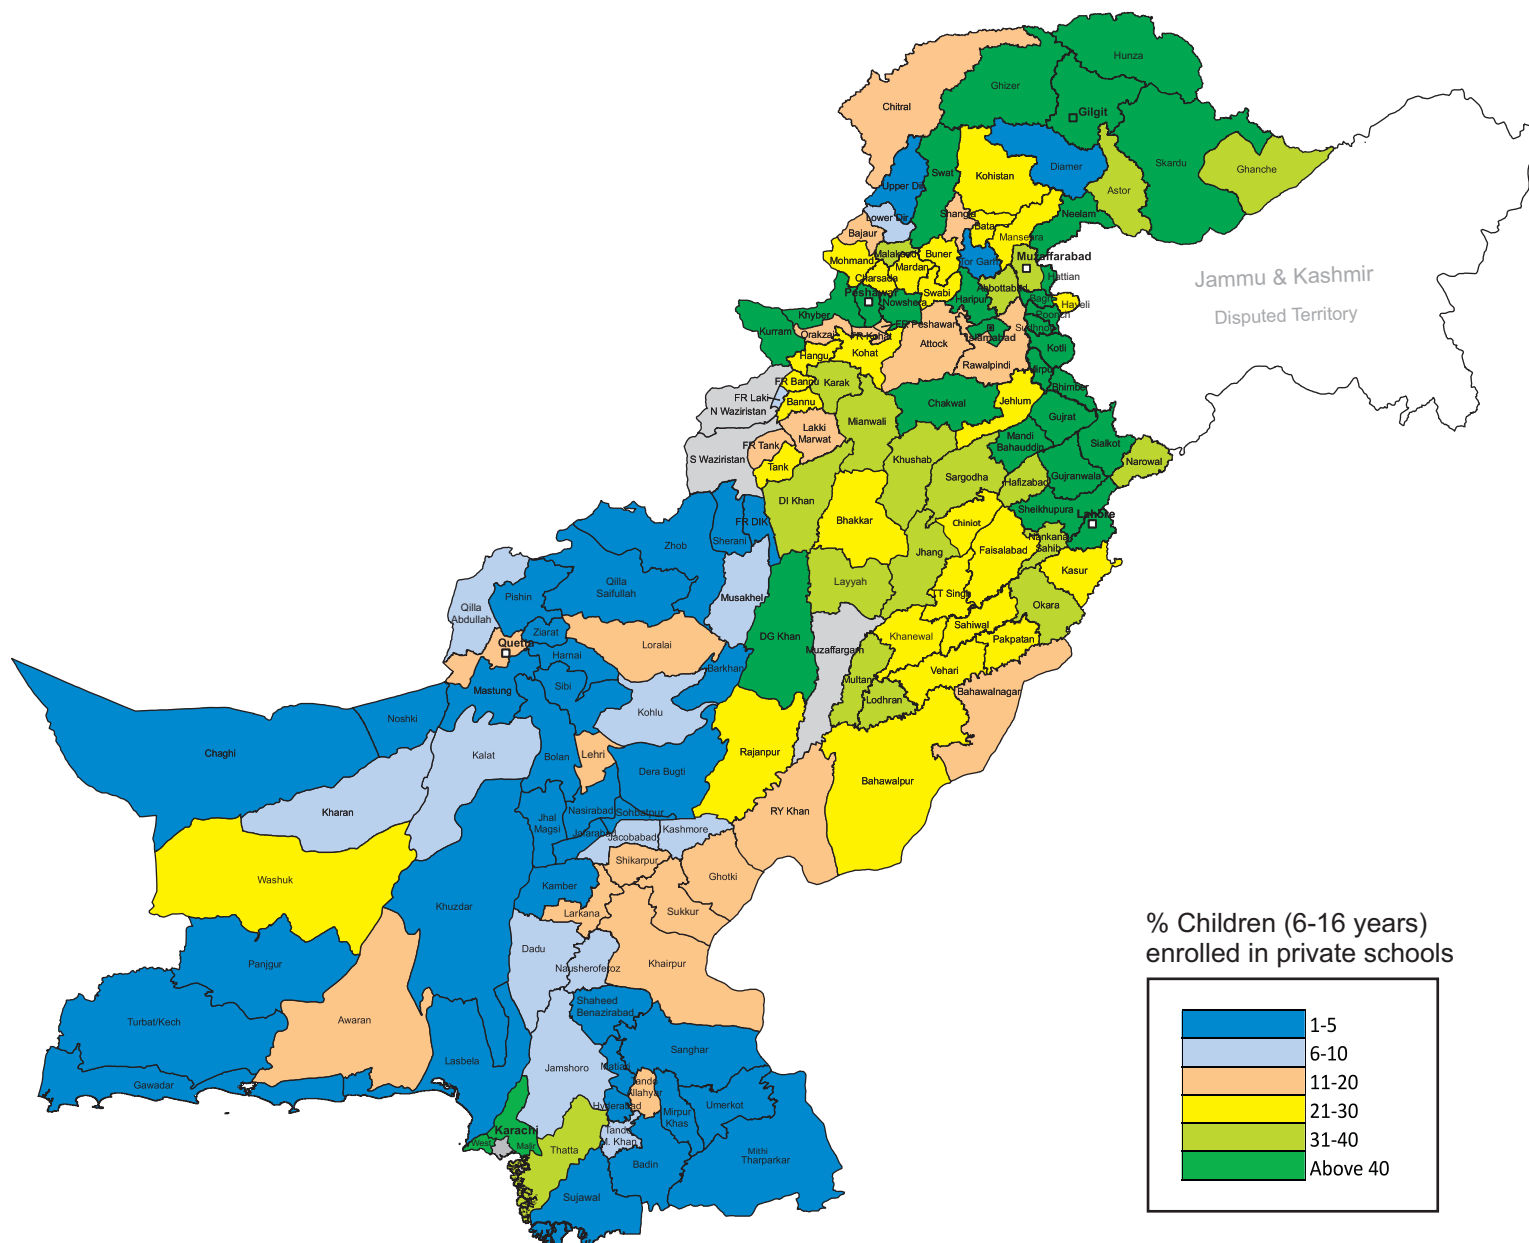 Hunza
Ghizer
Chitral
Gilgit
Skardu
Ghanche
Diamer
Astor
Kohistan
Swat
Upper Dir
Lower Dir
Shangla
Neelam
Bajaur
Bata
Mansehra
Malakand
Buner
Tor Garh
Muzaffarabad
Mohmand
Mardan
Hattian
Charsada
Abbottabad
Swabi
Haripur
Peshawar
Nowshera
Bagh
Haveli
Poonch
Jammu & Kashmir
Disputed Territory
Khyber
FR Peshawar
Kurram
Orakzai
FR Kohat
Islamabad
Sudhnoti
Attock
Kotli
Hangu
Kohat
Rawalpindi
Mirpur
FR Bannu
Karak
Bhimber
FR Laki
Bannu
Chakwal
Jehlum
N Waziristan
Mianwali
Gujrat
Lakki
Marwat
Mandi
Bahauddin
Sialkot
FR Tank
S Waziristan
Khushab
Narowal
Tank
Sargodha
Hafizabad
Gujranwala
DI Khan
Sheikhupura
Lahore
Bhakkar
Chiniot
FR DIK
Sherani
Zhob
Nankana
Sahib
Jhang
Faisalabad
Kasur
Qilla
Saifullah
Layyah
Pishin
Musakhel
TT Singh
Okara
Qilla
Abdullah
Ziarat
DG Khan
Khanewal
Sahiwal
Pakpatan
Quetta
Loralai
Muzaffargarh
Harnai
Barkhan
Vehari
Multan
Mastung
Sibi
Lodhran
Bahawalnagar
Noshki
Kohlu
Chaghi
Kalat
Bolan
Lehri
Dera Bugti
Rajanpur
Bahawalpur
Kharan
Jhal
Magsi
Nasirabad
Sohbatpur
RY Khan
Jafarabad
Jacobabad
Kashmore
Shikarpur
Washuk
Kamber
Ghotki
Khuzdar
Larkana
Sukkur
Dadu
Panjgur
Nausheroferoz
Khairpur
Shaheed
Benazirabad
Turbat/Kech
Awaran
Sanghar
Lasbela
Jamshoro
Matiari
Gawadar
Tando
Allahyar
Hyderabad
Mirpur
Khas
Umerkot
Karachi
West
Malir
Tando
M. Khan
Thatta
Mithi
Tharparkar
Badin
Sujawal
% Children (6-16 years)
enrolled in private schools
1-5
6-10
11-20
21-30
31-40
Above 40